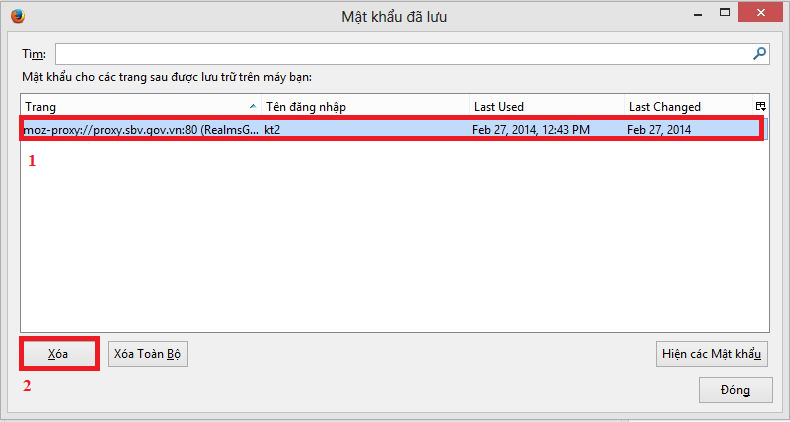 Mật khẩu đã lưu
Tìm:
Mật khẩu cho các trang sau được lưu trữ trên máy bạn:
Trang Tên đăng nhập Last Used Last Changed
moz-proxy://proxy.sbv.gov.vn:80 (RealmsG... kt2 Feb 27, 2014, 12:43 PM Feb 27, 2014
1
Xóa Xóa Toàn Bộ Hiện các Mật khẩu
2
Đóng